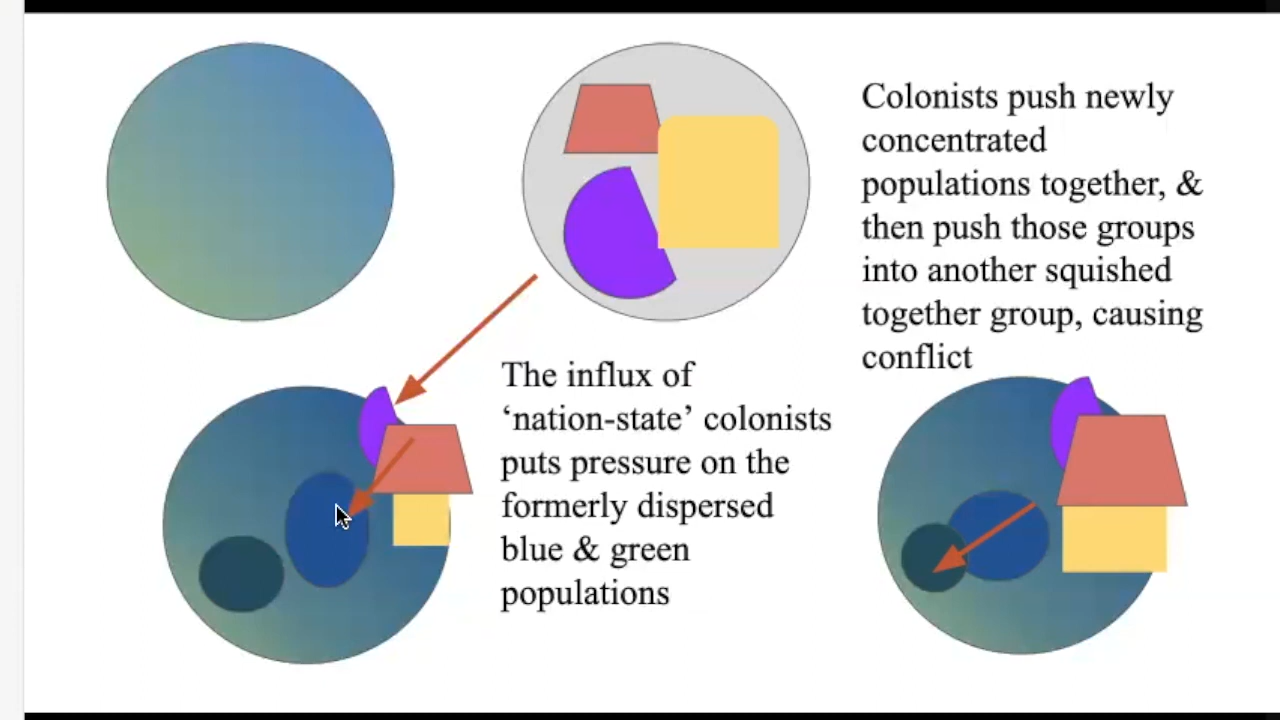 Colonists push newly
concentrated
populations together, &
then push those groups
into another squished
together group, causing
conflict
The influx of
‘nation-state’ colonists
puts pressure on the
formerly dispersed
blue & green
populations